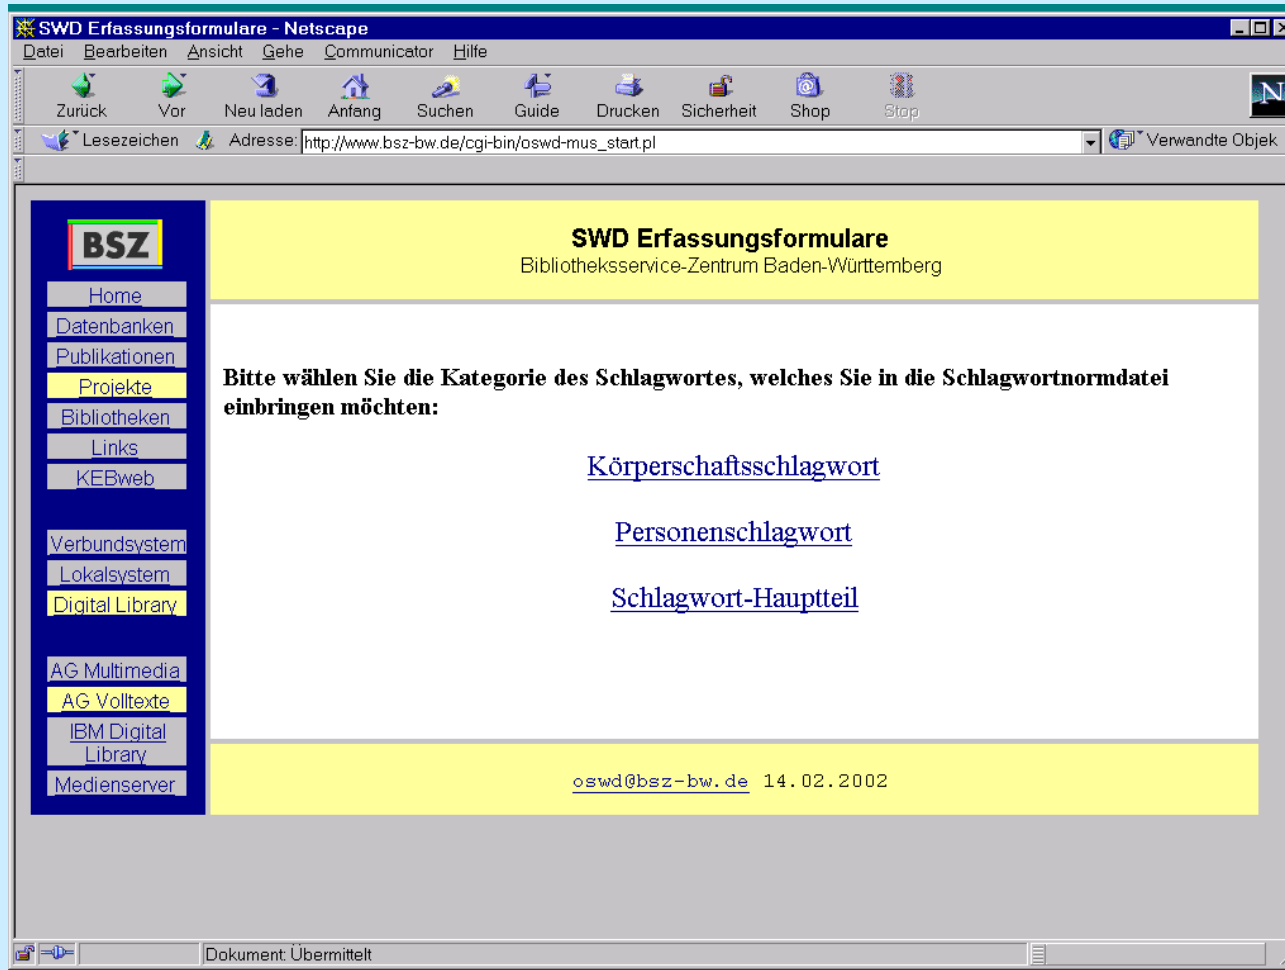 SWD Erfassungsformulare - Netscape
Datei Bearbeiten Ansicht Gehe Communicator Hilfe
Zurück Vor Neu laden Anfang Suchen Guide Drucken Sicherheit Shop Stop
N
Lesezeichen Adresse: http://www.bsz-bw.de/cgi-bin/oswd-mus_start.pl Verwandte Objek
BSZ
Home
Datenbanken
Publikationen
Projekte
Bibliotheken
Links
KEBweb
Verbundsystem
Lokalsystem
Digital Library
AG Multimedia
AG Volltexte
IBM Digital
Library
Medienserver
SWD Erfassungsformulare
Bibliotheksservice-Zentrum Baden-Württemberg
Bitte wählen Sie die Kategorie des Schlagwortes, welches Sie in die Schlagwortnormdatei
einbringen möchten:
Körperschaftsschlagwort
Personenschlagwort
Schlagwort-Hauptteil
oswd@bsz-bw.de 14.02.2002
Dokument: Übermittelt